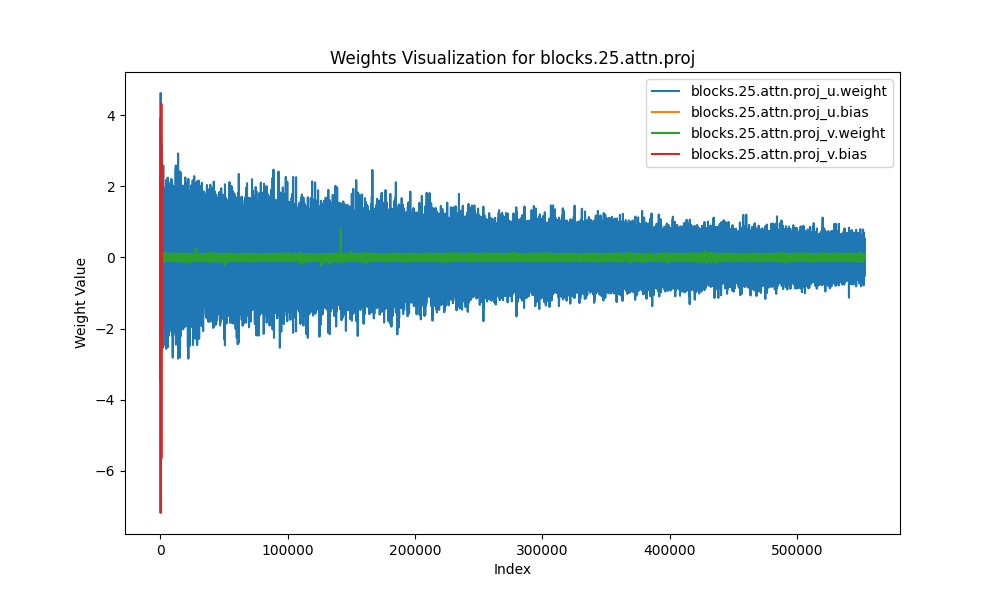 Weights Visualization for blocks.25.attn.proj
blocks.25.attn.proj_u.weight
blocks.25.attn.proj_u.bias
blocks.25.attn.proj_v.weight
blocks.25.attn.proj_v.bias
4
2
0
−2
−4
−6
Weight Value
0 100000 200000 300000 400000 500000
Index